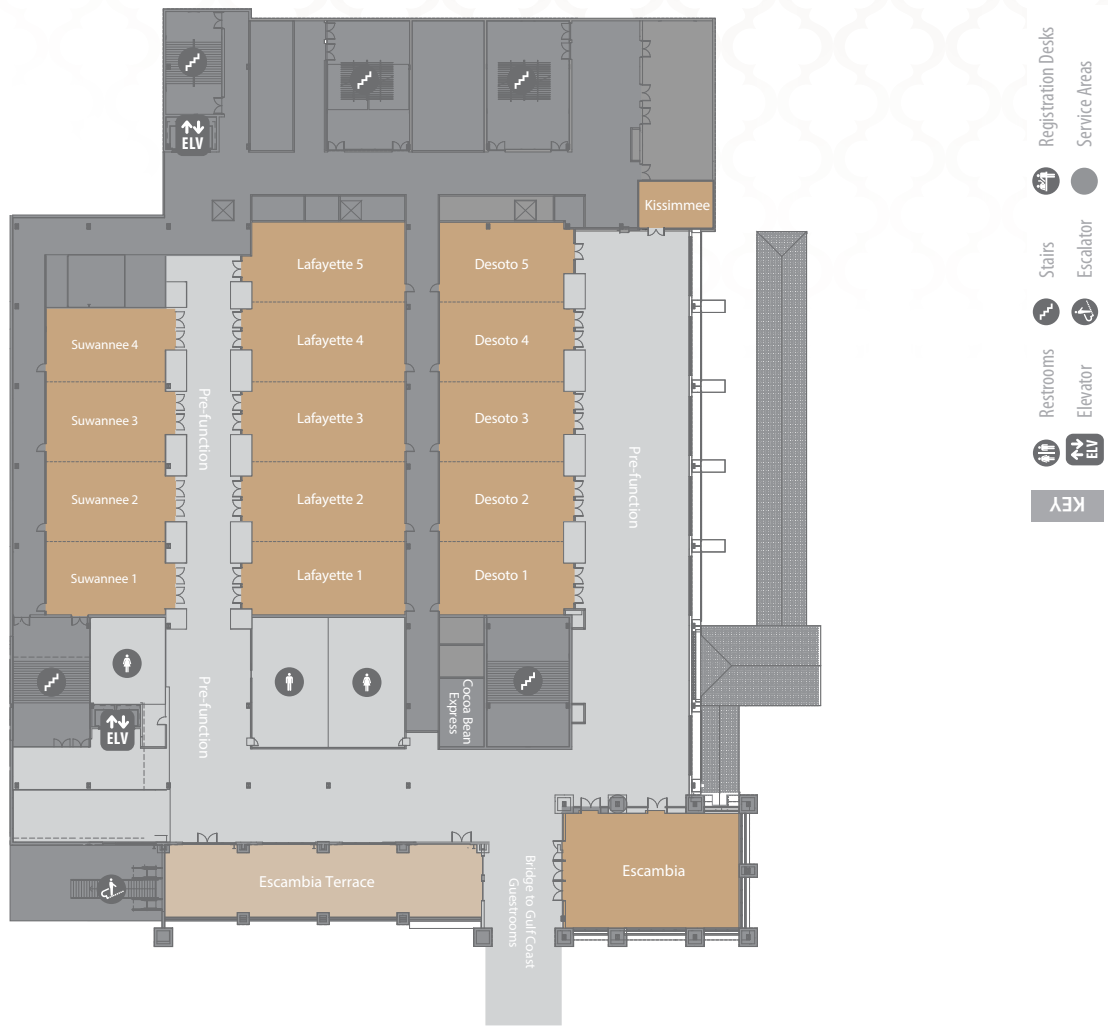 ELV
Kissimmee
Lafayette 5
Desoto 5
Suwannee 4
Lafayette 4
Desoto 4
Pre-function
Suwannee 3
Lafayette 3
Desoto 3
Pre-function
Suwannee 2
Lafayette 2
Desoto 2
Suwannee 1
Lafayette 1
Desoto 1
Pre-function
Cocoa Bean
Express
ELV
Escambia Terrace
Bridge to Gulf Coast
Guestrooms
Escambia
KEY
Restrooms
Stairs
Registration Desks
ELV
Elevator
Escalator
Service Areas